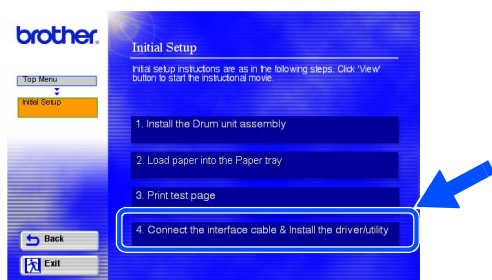 brother.
Initial Setup
Initial setup instructions are as in the following steps. Click 'View'
button to start the instructional movie.
Top Menu
Initial Setup
1. Install the Drum unit assembly
2. Load paper into the Paper tray
3. Print test page
4. Connect the interface cable & Install the driver/utility
Back
Exit